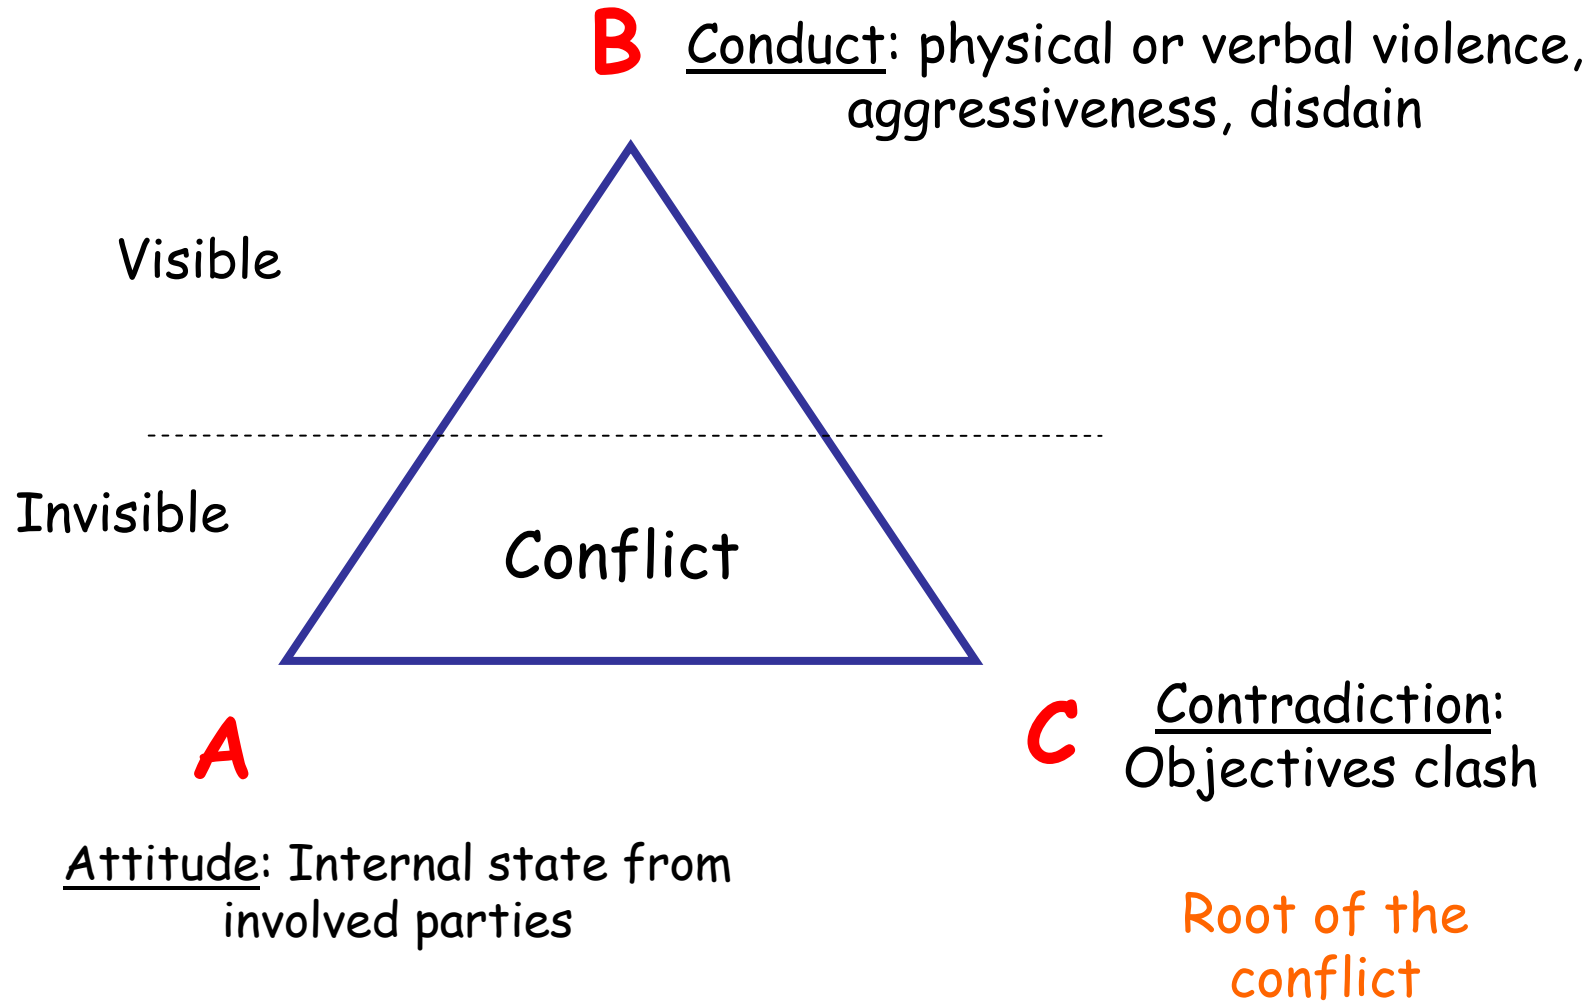 B
Conduct: physical or verbal violence,
aggressiveness, disdain
Visible
Invisible
Conflict
A
C
Contradiction:
Objectives clash
Attitude: Internal state from
involved parties
Root of the
conflict